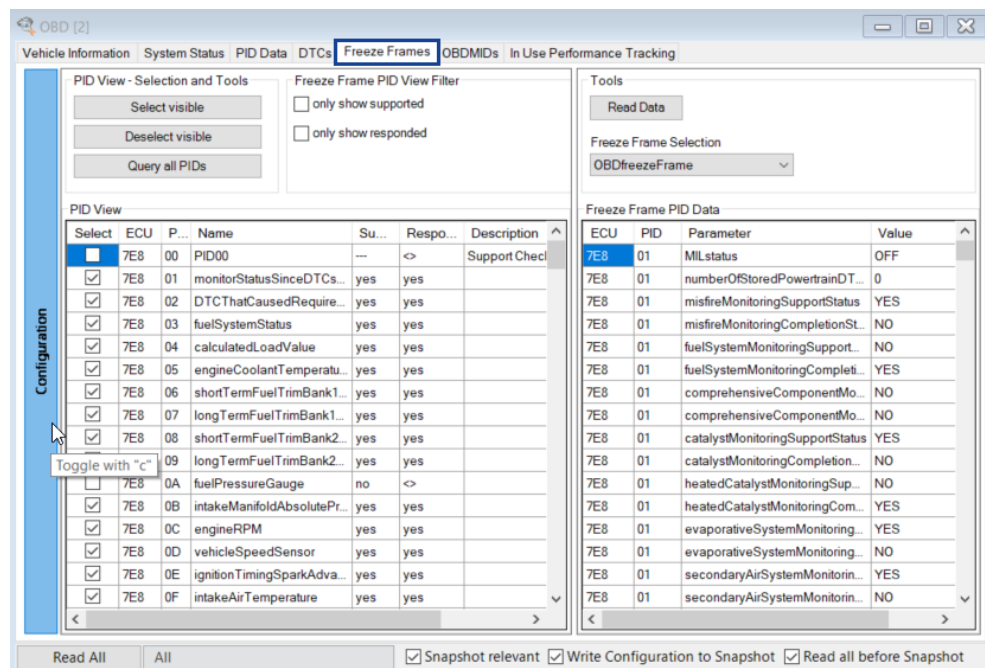 OBD [2]
Vehicle Information System Status PID Data DTCs Freeze Frames OBDMIDs In Use Performance Tracking
PID View - Selection and Tools
Select visible
Deselect visible
Query all PIDs
Freeze Frame PID View Filter
only show supported
only show responded
Tools
Read Data
Freeze Frame Selection
OBDfreezeFrame
Configuration
Toggle with "c"
PID View
Select ECU P... Name Su... Respo... Description
7E8 00 PID00 --- <> Support Checl
7E8 01 monitorStatusSinceDTCs... yes yes
7E8 02 DTCThatCausedRequire... yes yes
7E8 03 fuelSystemStatus yes yes
7E8 04 calculatedLoadValue yes yes
7E8 05 engineCoolantTemperatu... yes yes
7E8 06 shortTermFuelTrimBank1... yes yes
7E8 07 longTermFuelTrimBank1... yes yes
7E8 08 shortTermFuelTrimBank2... yes yes
09 longTermFuelTrimBank2... yes yes
7E8 0A fuelPressureGauge no <>
7E8 0B intakeManifoldAbsolutePr... yes yes
7E8 0C engineRPM yes yes
7E8 0D vehicleSpeedSensor yes yes
7E8 0E ignitionTimingSparkAdva... yes yes
7E8 0F intakeAirTemperature yes yes
Freeze Frame PID Data
ECU PID Parameter Value
7E8 01 MILstatus OFF
7E8 01 numberOfStoredPowertrainDT... 0
7E8 01 misfireMonitoringSupportStatus YES
7E8 01 misfireMonitoringCompletionSt... NO
7E8 01 fuelSystemMonitoringSupport... NO
7E8 01 fuelSystemMonitoringCompleti... YES
7E8 01 comprehensiveComponentMo... NO
7E8 01 comprehensiveComponentMo... NO
7E8 01 catalystMonitoringSupportStatus YES
7E8 01 catalystMonitoringCompletion... NO
7E8 01 heatedCatalystMonitoringSup... NO
7E8 01 heatedCatalystMonitoringCom... YES
7E8 01 evaporativeSystemMonitoring... YES
7E8 01 evaporativeSystemMonitoring... NO
7E8 01 secondaryAirSystemMonitorin... YES
7E8 01 secondaryAirSystemMonitorin... NO
Read All All Snapshot relevant Write Configuration to Snapshot Read all before Snapshot